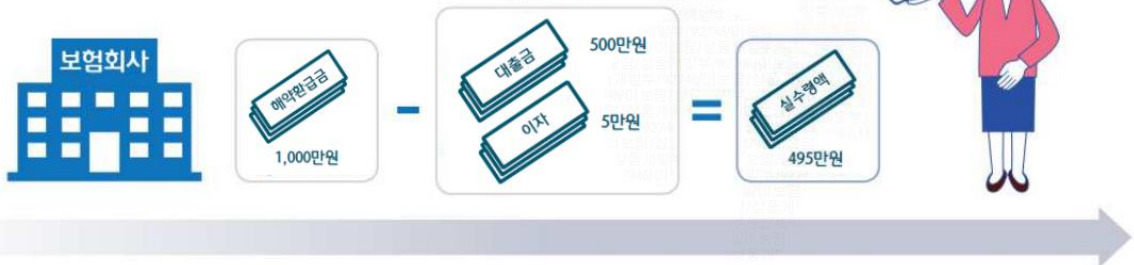 보험회사
해약환급금
1,000만원
-
대출금
500만원
이자
5만원
=
실수령액
495만원